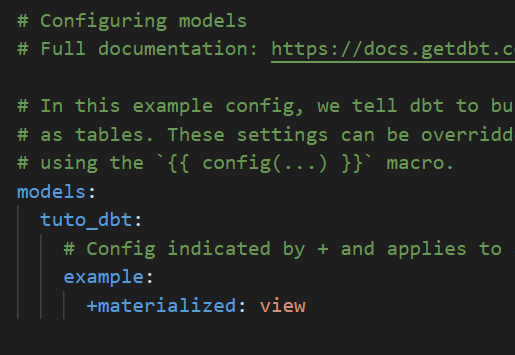 # Configuring models
# Full documentation: https://docs.getdbt.c
# In this example config, we tell dbt to bu
# as tables. These settings can be overridd
# using the `{{ config(...) }}` macro.
models:
  tuto_dbt:
    # Config indicated by + and applies to
    example:
      +materialized: view